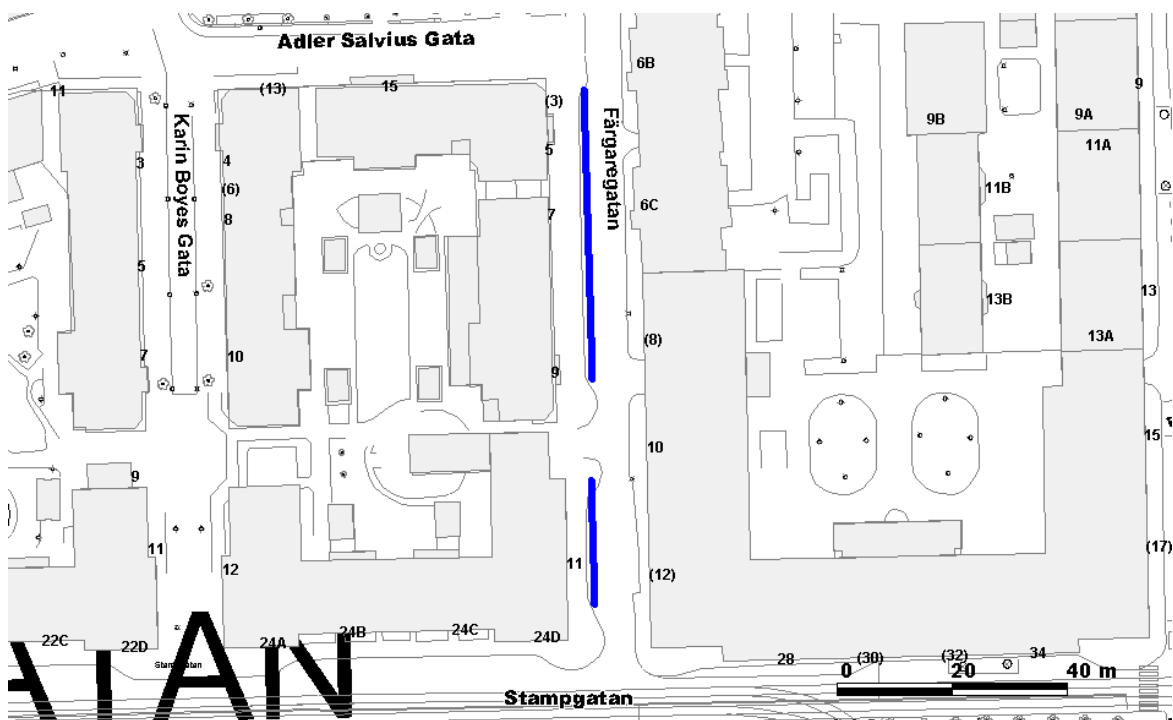 Adler Salvius Gata
6B
11
(13)
15
(3)
9
9B
9A
Karin Boyes Gata
Färgaregatan
3
4
5
11A
(6)
11B
8
7
6C
5
13B
13
7
10
9
(8)
13A
10
15
9
11
12
11
(12)
(17)
22C
22D
24A
24B
24C
24D
28
(30)
(32)
34
ATAN
Stampgatan
0 20 40 m
Stampgatan